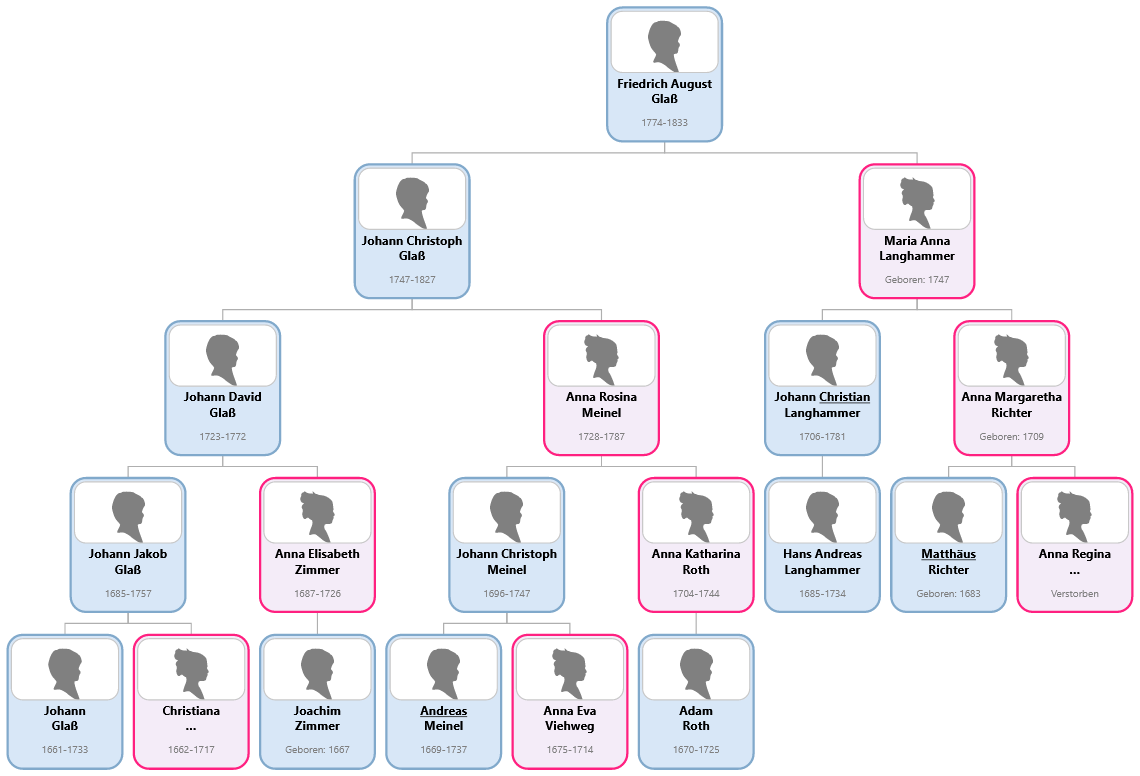 Friedrich August
Glaß
1774-1833
Johann Christoph
Glaß
1747-1827
Maria Anna
Langhammer
Geboren: 1747
Johann David
Glaß
1723-1772
Anna Rosina
Meinel
1728-1787
Johann Christian
Langhammer
1706-1781
Anna Margaretha
Richter
Geboren: 1709
Johann Jakob
Glaß
1685-1757
Anna Elisabeth
Zimmer
1687-1726
Johann Christoph
Meinel
1696-1747
Anna Katharina
Roth
1704-1744
Hans Andreas
Langhammer
1685-1734
Matthäus
Richter
Geboren: 1683
Anna Regina
...
Verstorben
Johann
Glaß
1661-1733
Christiana
...
1662-1717
Joachim
Zimmer
Geboren: 1667
Andreas
Meinel
1669-1737
Anna Eva
Viehweg
1675-1714
Adam
Roth
1670-1725